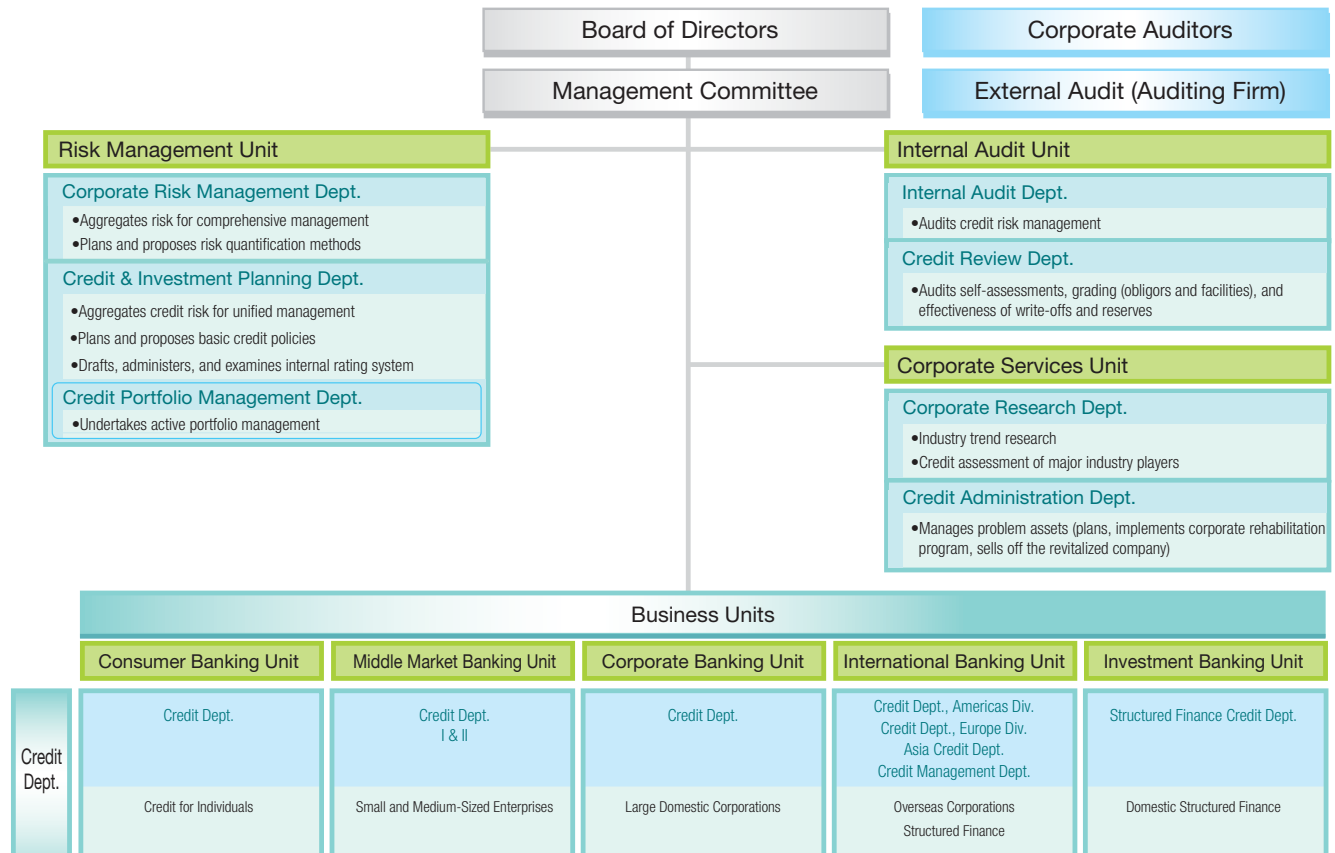 Board of Directors
Corporate Auditors
Management Committee
External Audit (Auditing Firm)
Risk Management Unit
Corporate Risk Management Dept.
•Aggregates risk for comprehensive management
•Plans and proposes risk quantification methods
Credit & Investment Planning Dept.
•Aggregates credit risk for unified management
•Plans and proposes basic credit policies
•Drafts, administers, and examines internal rating system
Credit Portfolio Management Dept.
•Undertakes active portfolio management
Internal Audit Unit
Internal Audit Dept.
•Audits credit risk management
Credit Review Dept.
•Audits self-assessments, grading (obligors and facilities), and
effectiveness of write-offs and reserves
Corporate Services Unit
Corporate Research Dept.
•Industry trend research
•Credit assessment of major industry players
Credit Administration Dept.
•Manages problem assets (plans, implements corporate rehabilitation
program, sells off the revitalized company)
Business Units
Consumer Banking Unit
Middle Market Banking Unit
Corporate Banking Unit
International Banking Unit
Investment Banking Unit
Credit
Dept.
Credit Dept.
Credit for Individuals
Credit Dept.
I & II
Small and Medium-Sized Enterprises
Credit Dept.
Large Domestic Corporations
Credit Dept., Americas Div.
Credit Dept., Europe Div.
Asia Credit Dept.
Credit Management Dept.
Overseas Corporations
Structured Finance
Structured Finance Credit Dept.
Domestic Structured Finance